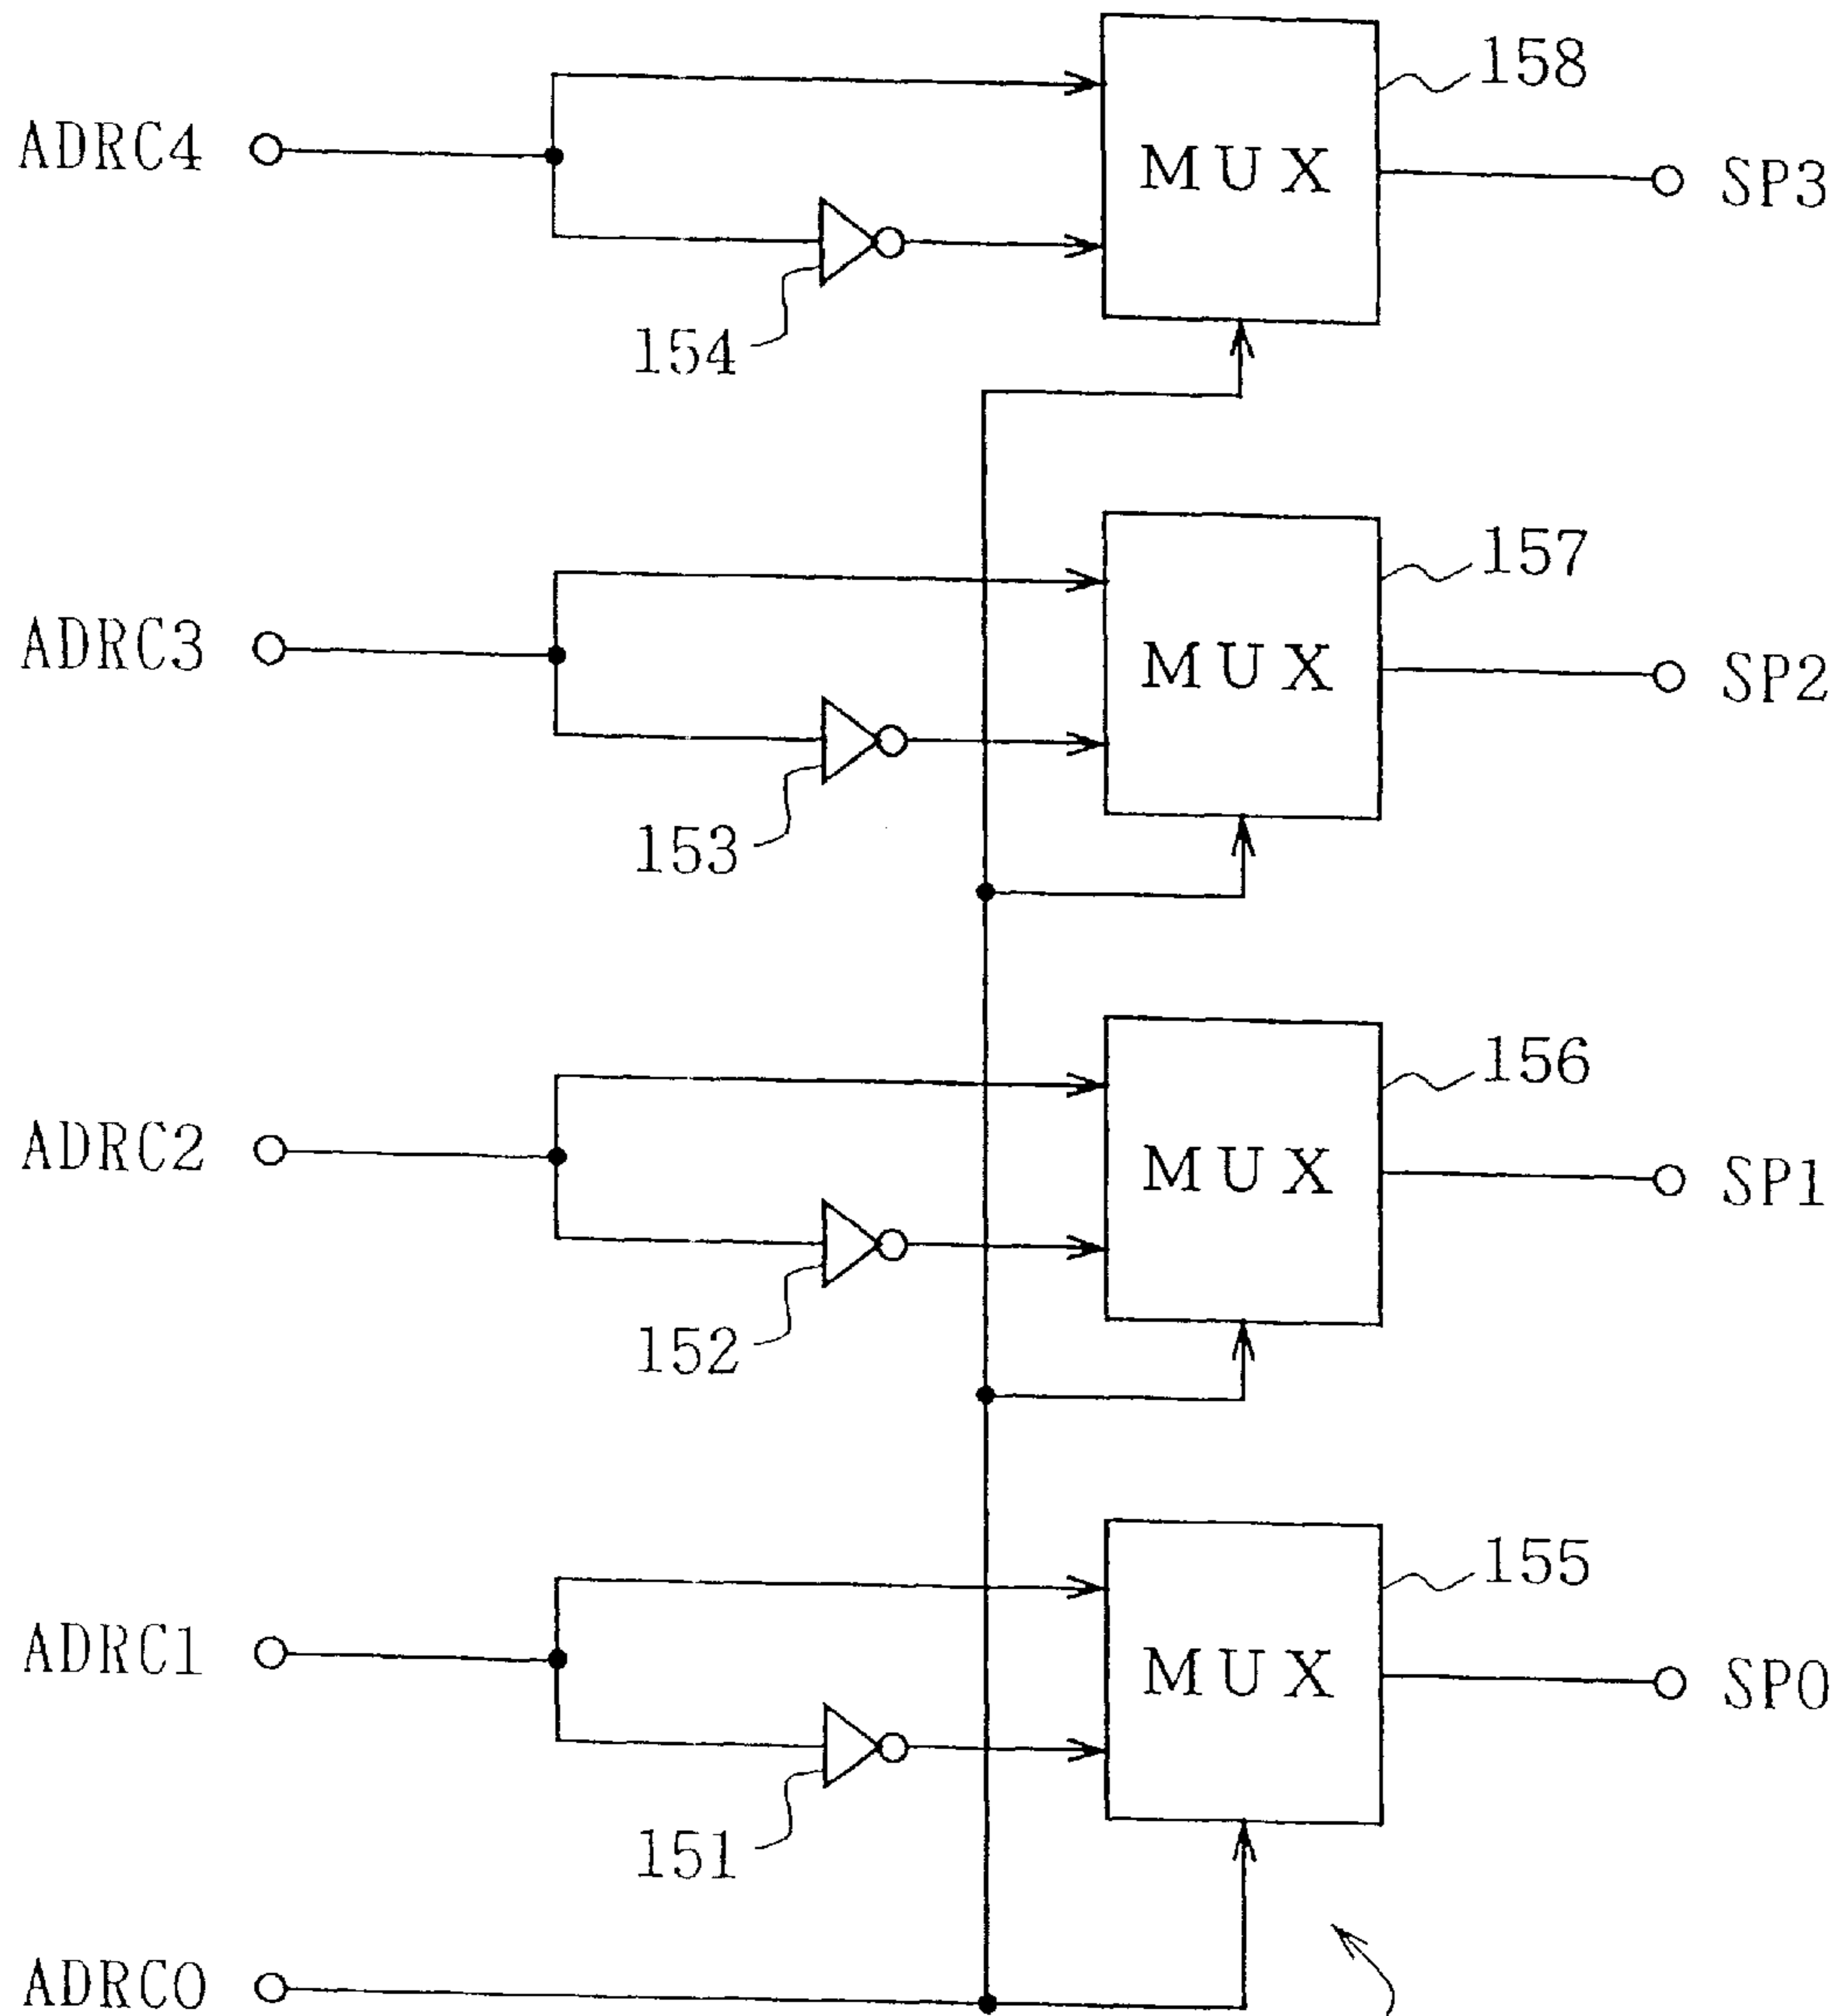 158
ADRC4
MUX
SP3
154
157
ADRC3
MUX
SP2
153
156
ADRC2
MUX
SP1
152
155
ADRC1
MUX
SP0
151
ADRC0